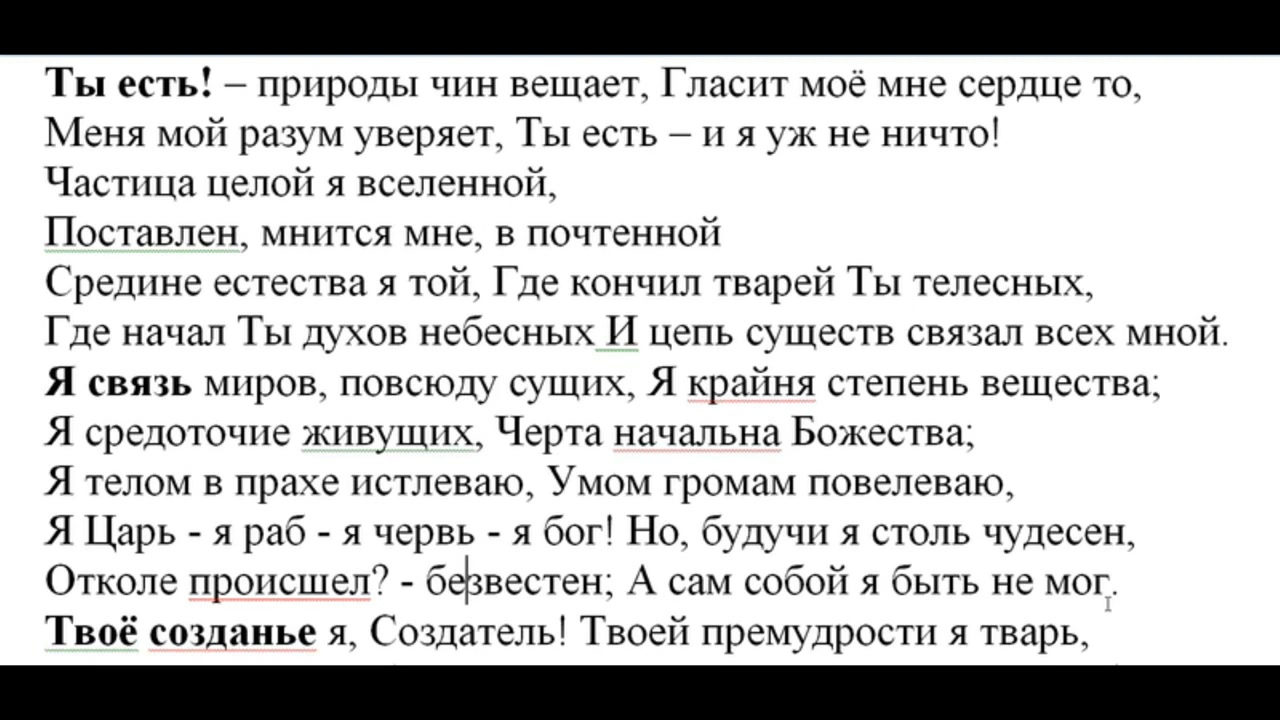 Ты есть! – природы чин вещает, Гласит моё мне сердце то,
Меня мой разум уверяет, Ты есть – и я уж не ничто!
Частица целой я вселенной,
Поставлен, мнится мне, в почтенной
Средине естества я той, Где кончил тварей Ты телесных,
Где начал Ты духов небесных И цепь существ связал всех мной.
Я связь миров, повсюду сущих, Я крайня степень вещества;
Я средоточие живущих, Черта начальна Божества;
Я телом в прахе истлеваю, Умом громам повелеваю,
Я Царь - я раб - я червь - я бог! Но, будучи я столь чудесен,
Отколе происшел? - безвестен; А сам собой я быть не мог.
Твоё созданье я, Создатель! Твоей премудрости я тварь,